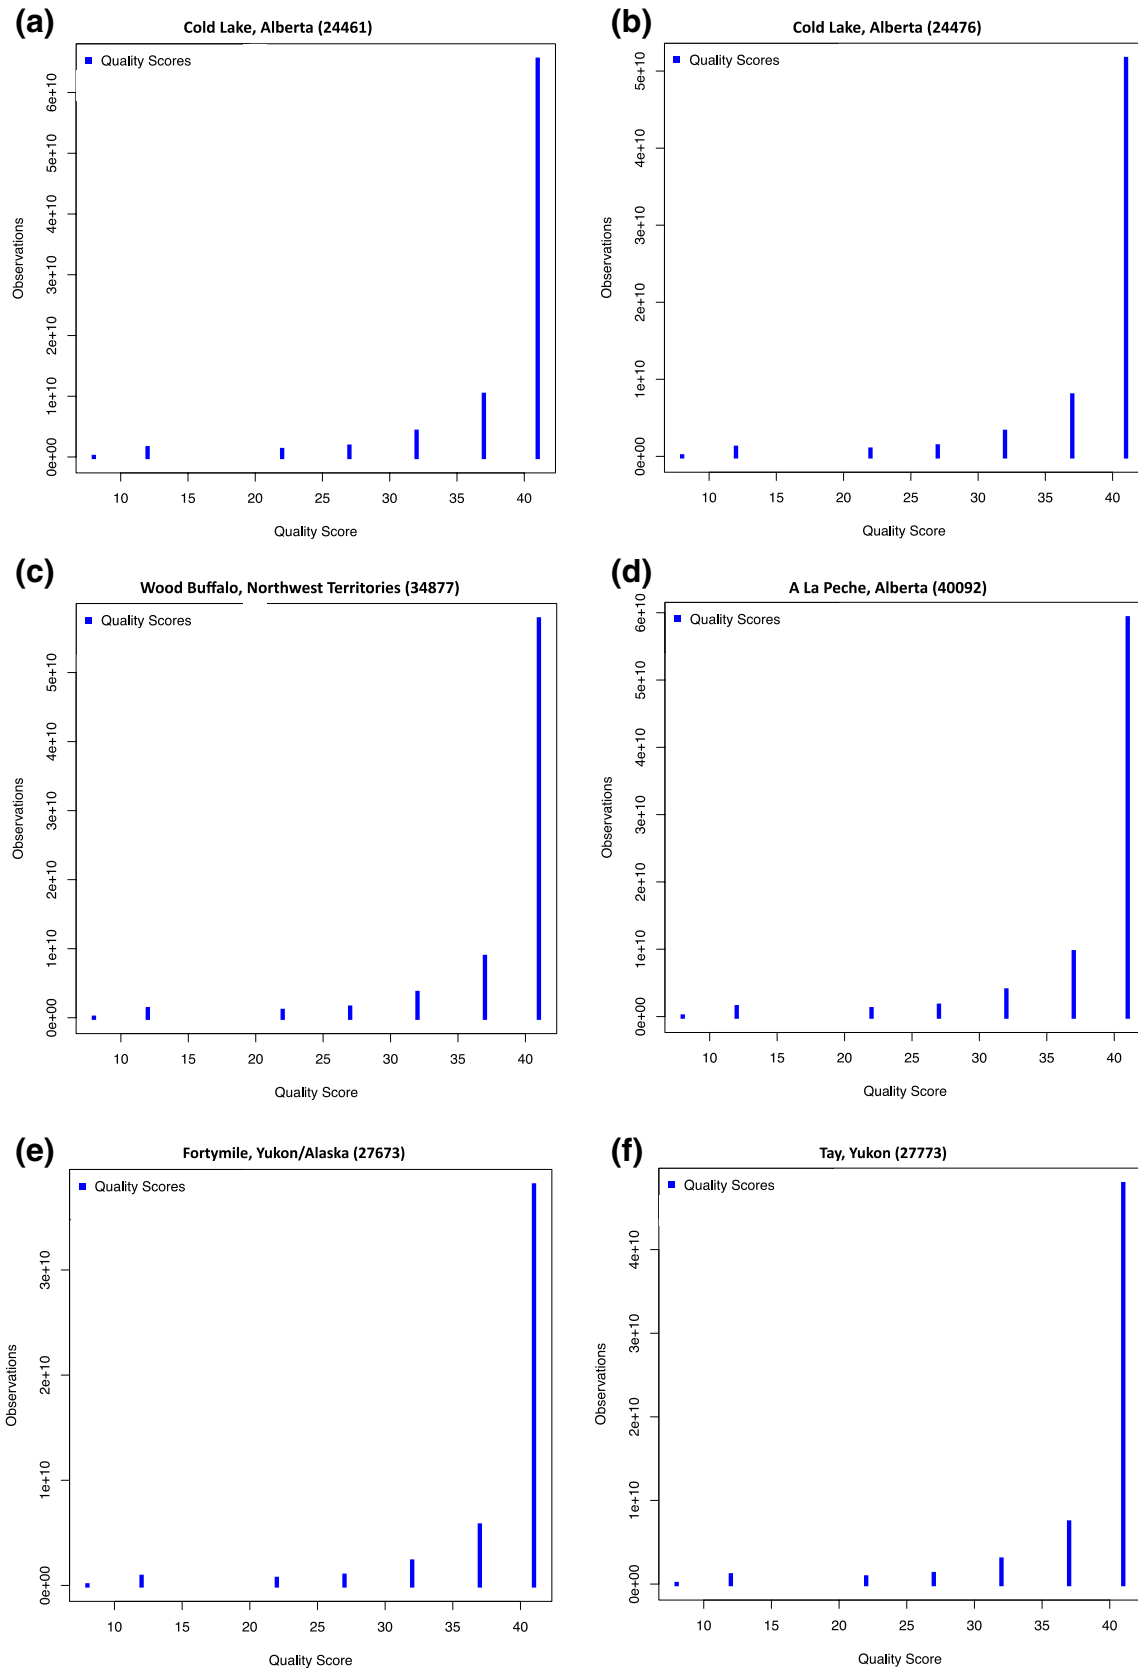 (a)
Cold Lake, Alberta (24461)
Quality Scores
Observations
0e+00 1e+10 2e+10 3e+10 4e+10 5e+10 6e+10
10 15 20 25 30 35 40
Quality Score
(b)
Cold Lake, Alberta (24476)
Quality Scores
Observations
0e+00 1e+10 2e+10 3e+10 4e+10 5e+10
10 15 20 25 30 35 40
Quality Score
(c)
Wood Buffalo, Northwest Territories (34877)
Quality Scores
Observations
0e+00 1e+10 2e+10 3e+10 4e+10 5e+10
10 15 20 25 30 35 40
Quality Score
(d)
A La Peche, Alberta (40092)
Quality Scores
Observations
0e+00 1e+10 2e+10 3e+10 4e+10 5e+10 6e+10
10 15 20 25 30 35 40
Quality Score
(e)
Fortymile, Yukon/Alaska (27673)
Quality Scores
Observations
0e+00 1e+10 2e+10 3e+10
10 15 20 25 30 35 40
Quality Score
(f)
Tay, Yukon (27773)
Quality Scores
Observations
0e+00 1e+10 2e+10 3e+10 4e+10
10 15 20 25 30 35 40
Quality Score